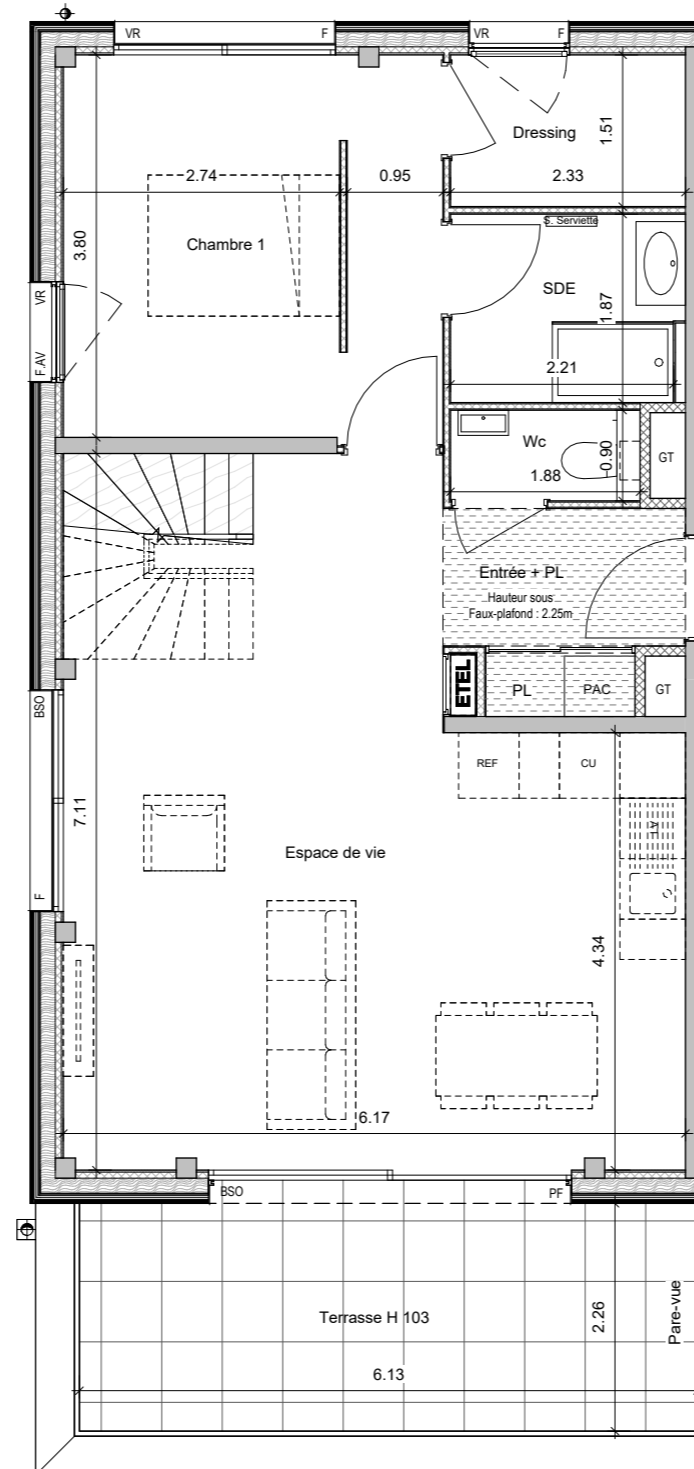 VR F VR F
Dressing
1.51
2.74 0.95 2.33
S. Serviette
3.80
Chambre 1
SDE
VR
F.AV
1.87
2.21
Wc
0.90
1.88
GT
Entrée + PL
Hauteur sous
Faux-plafond : 2.25m
ETEL
PL PAC GT
BSO
F
REF CU
7.11
Espace de vie
4.34
6.17
BSO PF
Terrasse H 103
2.26
Pare-vue
6.13